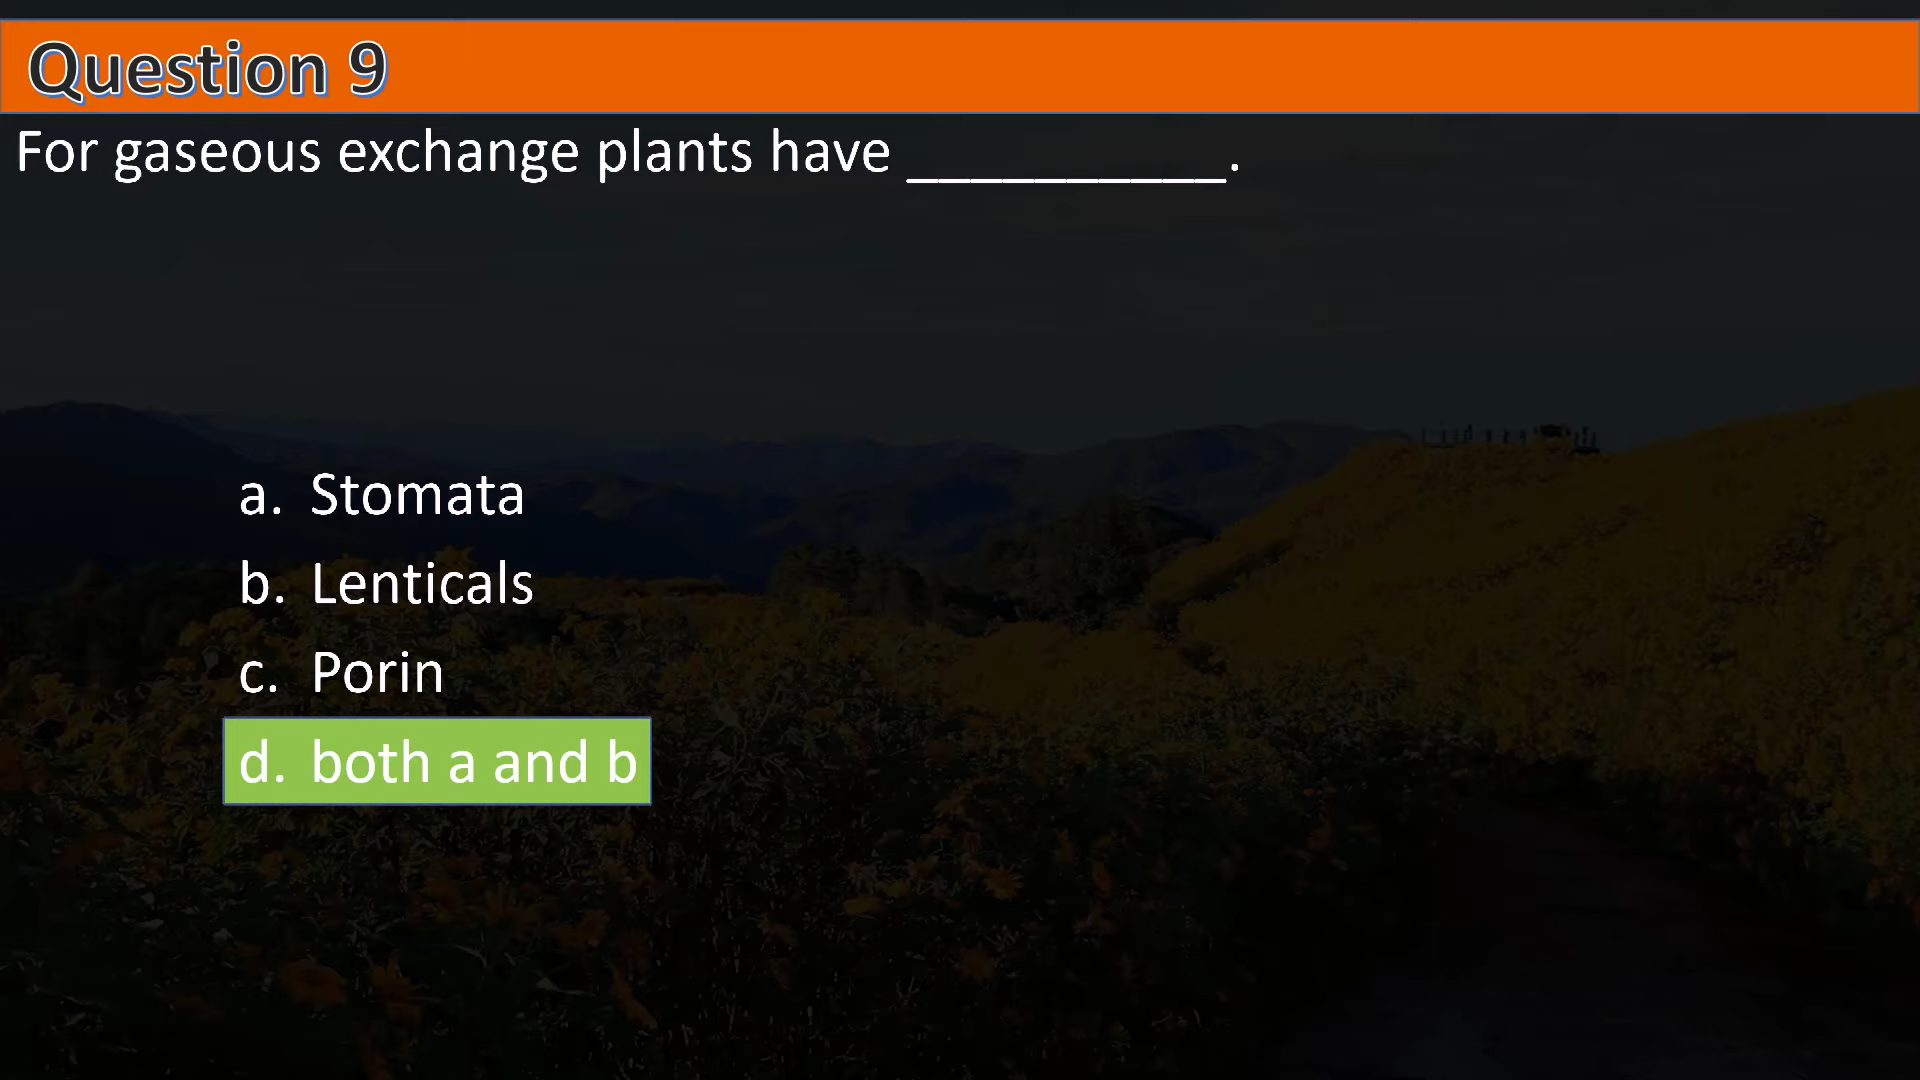 Question 9
For gaseous exchange plants have __________.
a. Stomata
b. Lenticals
c. Porin
d. both a and b